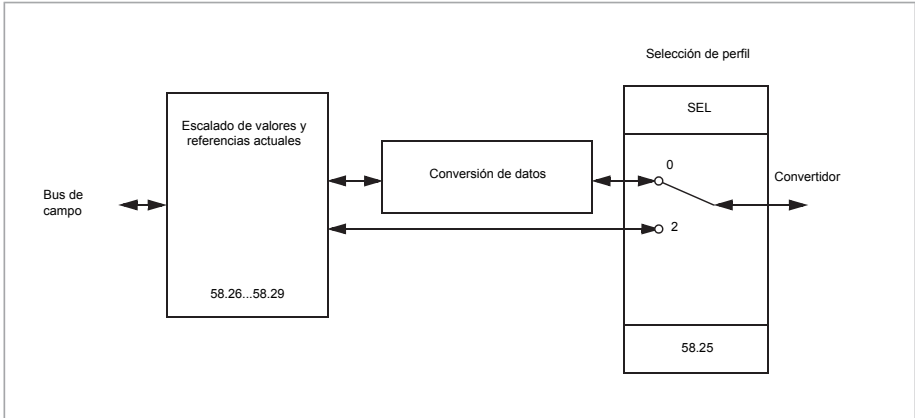 Selección de perfil
SEL
Escalado de valores y
referencias actuales
Conversión de datos
0
Convertidor
Bus de
campo
2
58.26...58.29
58.25